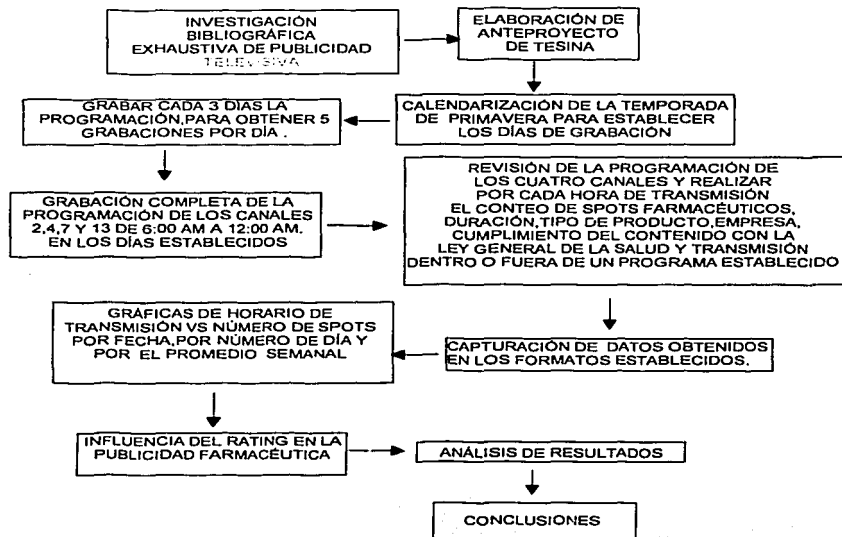 INVESTIGACIÓN
BIBLIOGRÁFICA
EXHAUSTIVA DE PUBLICIDAD
TELEVISIVA
ELABORACIÓN DE
ANTEPROYECTO
DE TESINA
CALENDARIZACIÓN DE LA TEMPORADA
DE PRIMAVERA PARA ESTABLECER
LOS DÍAS DE GRABACIÓN
GRABAR CADA 3 DIAS LA
PROGRAMACIÓN,PARA OBTENER 5
GRABACIONES POR DÍA .
GRABACIÓN COMPLETA DE LA
PROGRAMACIÓN DE LOS CANALES
2,4,7 Y 13 DE 6:00 AM A 12:00 AM.
EN LOS DÍAS ESTABLECIDOS
REVISIÓN DE LA PROGRAMACIÓN DE
LOS CUATRO CANALES Y REALIZAR
POR CADA HORA DE TRANSMISIÓN
EL CONTEO DE SPOTS FARMACÉUTICOS,
DURACIÓN,TIPO DE PRODUCTO,EMPRESA,
CUMPLIMIENTO DEL CONTENIDO CON LA
LEY GENERAL DE LA SALUD Y TRANSMISIÓN
DENTRO O FUERA DE UN PROGRAMA ESTABLECIDO
CAPTURACIÓN DE DATOS OBTENIDOS
EN LOS FORMATOS ESTABLECIDOS.
GRÁFICAS DE HORARIO DE
TRANSMISIÓN VS NÚMERO DE SPOTS
POR FECHA,POR NÚMERO DE DÍA Y
POR EL PROMEDIO SEMANAL
INFLUENCIA DEL RATING EN LA
PUBLICIDAD FARMACÉUTICA
ANÁLISIS DE RESULTADOS
CONCLUSIONES